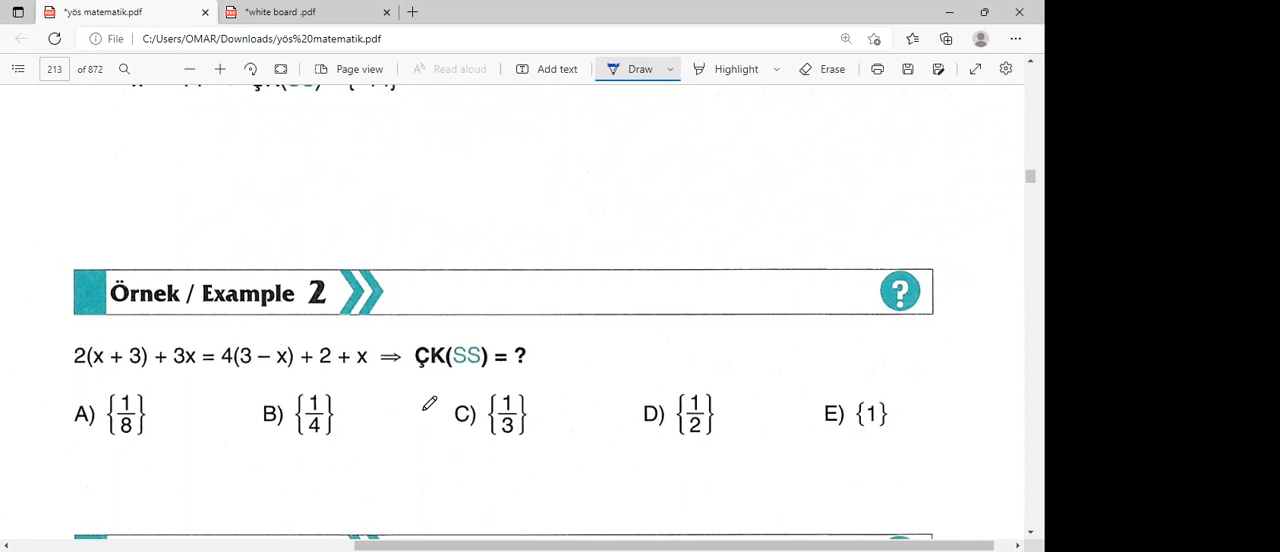 *yös matematik.pdf
*white board .pdf
File
C:/Users/OMAR/Downloads/yös%20matematik.pdf
213 of 872
Page view
Read aloud
Add text
Draw
Highlight
Erase
ÇK(SS)
Örnek / Example 2
?
2(x + 3) + 3x = 4(3 – x) + 2 + x ⇒ ÇK(SS) = ?
A) {1/8} B) {1/4} C) {1/3} D) {1/2} E) {1}